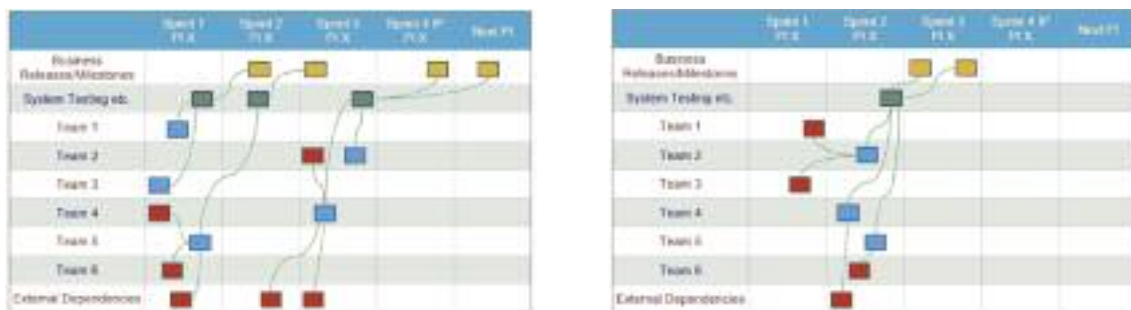 Sprint 1 Sprint 2 Sprint 3 Sprint 4 IP Next PI
PI X PI X PI X PI X
Business
Releases/Milestones
System Testing etc.
Team 1
Team 2
Team 3
Team 4
Team 5
Team 6
External Dependencies
Sprint 1 Sprint 2 Sprint 3 Sprint 4 IP Next PI
PI X PI X PI X PI X
Business
Releases/Milestones
System Testing etc.
Team 1
Team 2
Team 3
Team 4
Team 5
Team 6
External Dependencies